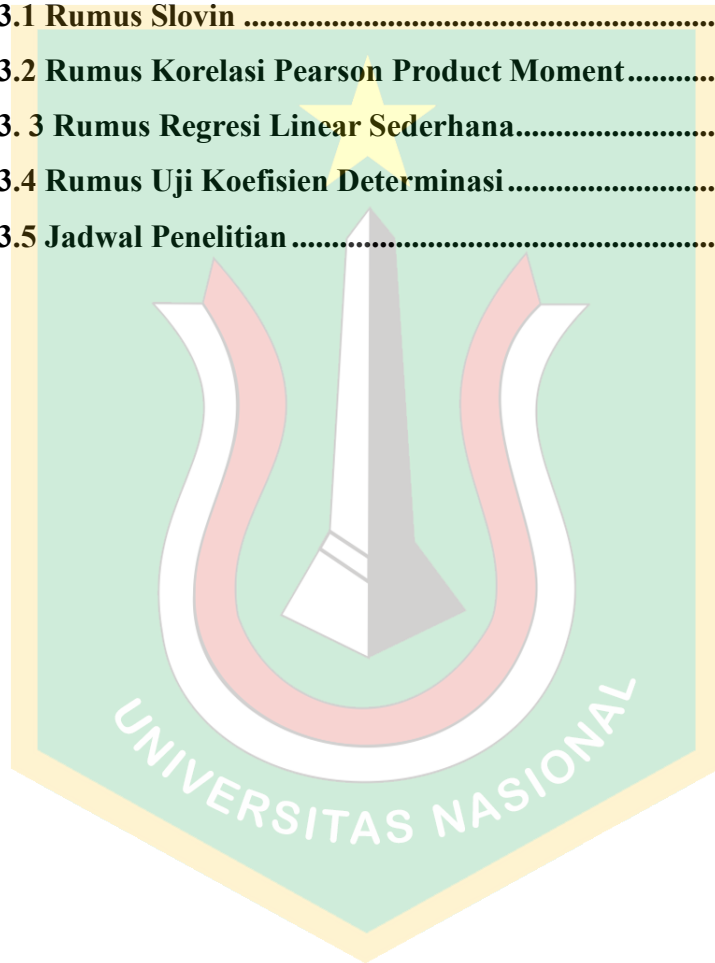 3.1 Rumus Slovin ..........................................................
3.2 Rumus Korelasi Pearson Product Moment...........
3. 3 Rumus Regresi Linear Sederhana.........................
3.4 Rumus Uji Koefisien Determinasi..........................
3.5 Jadwal Penelitian ....................................................
UNIVERSITAS NASIONAL